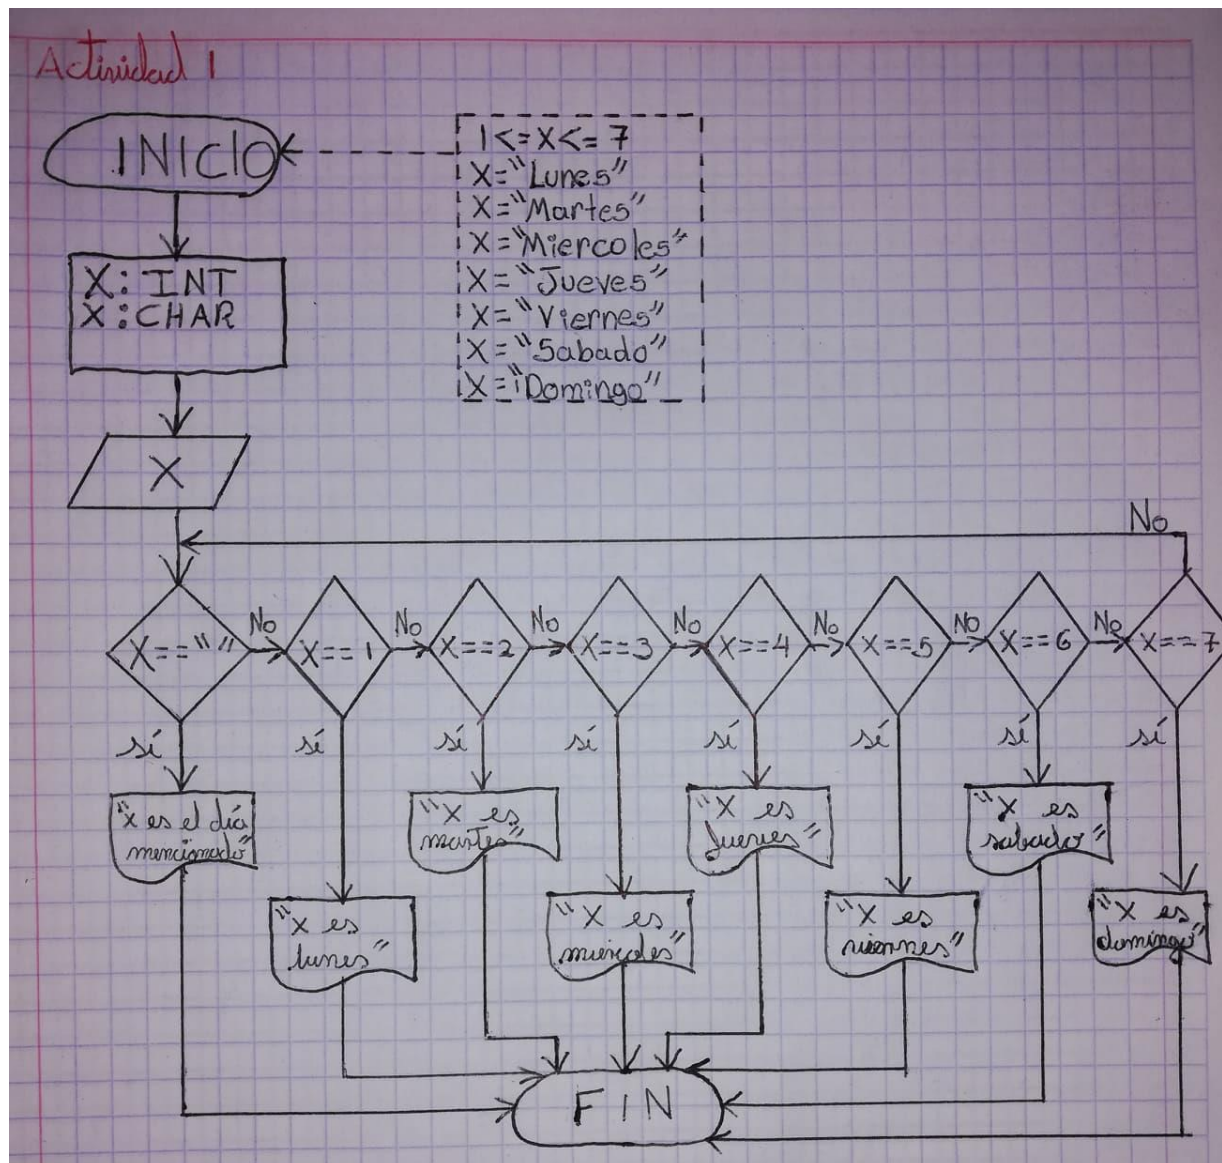 Actividad 1
INICIO
1<=X<=7
X="Lunes"
X="Martes"
X="Miercoles"
X="Jueves"
X="Viernes"
X="Sabado"
X="Domingo"
X: INT
X:CHAR
X
No
X==" "
No
X==1
No
X==2
No
X==3
No
X==4
No
X==5
No
X==6
No
X==7
sí
sí
sí
sí
sí
sí
sí
sí
"X es el día
mencionado"
"X es
martes"
"X es
jueves"
"X es
sabado"
"X es
lunes"
"X es
miercoles"
"X es
viernes"
"X es
domingo"
FIN